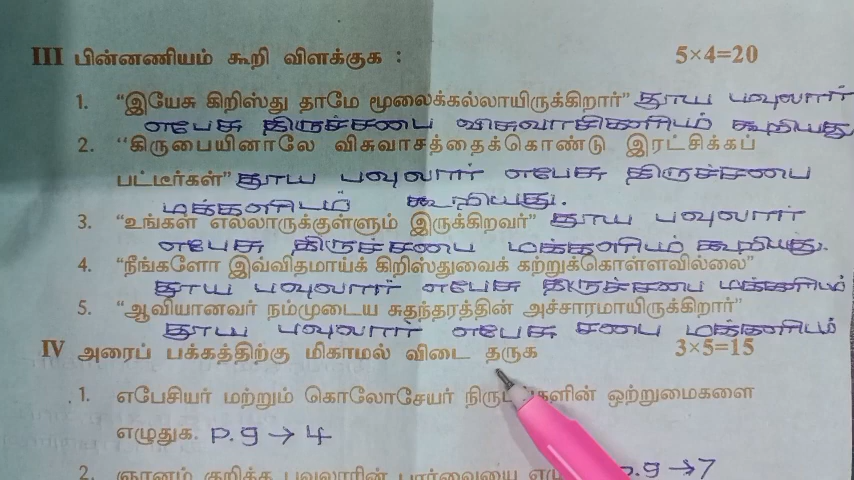 III பின்னணியம் கூறி விளக்குக : 5×4=20
1. "இயேசு கிறிஸ்து தாமே மூலைக்கல்லாயிருக்கிறார்" தூய பவுலார்
எபேசு திருச்சபை விசுவாசிகளிடம் கூறியது
2. "கிருபையினாலே விசுவாசத்தைக்கொண்டு இரட்சிக்கப்
பட்டீர்கள்" தூய பவுலார் எபேசு திருச்சபை
மக்களிடம் கூறியது.
3. "உங்கள் எல்லாருக்குள்ளும் இருக்கிறவர்" தூய பவுலார்
எபேசு திருச்சபை மக்களிடம் கூறியது.
4. "நீங்களோ இவ்விதமாய்க் கிறிஸ்துவைக் கற்றுக்கொள்ளவில்லை"
தூய பவுலார் எபேசு திருச்சபை மக்களிடம்
5. "ஆவியானவர் நம்முடைய சுதந்தரத்தின் அச்சாரமாயிருக்கிறார்"
தூய பவுலார் எபேசு சபை மக்களிடம்
IV அரைப் பக்கத்திற்கு மிகாமல் விடை தருக 3×5=15
1. எபேசியர் மற்றும் கொலோசேயர் நிருபங்களின் ஒற்றுமைகளை
எழுதுக. P.g → 4
2. ஞானம் குறித்த பவுலாரின் பார்வையை p.g →7